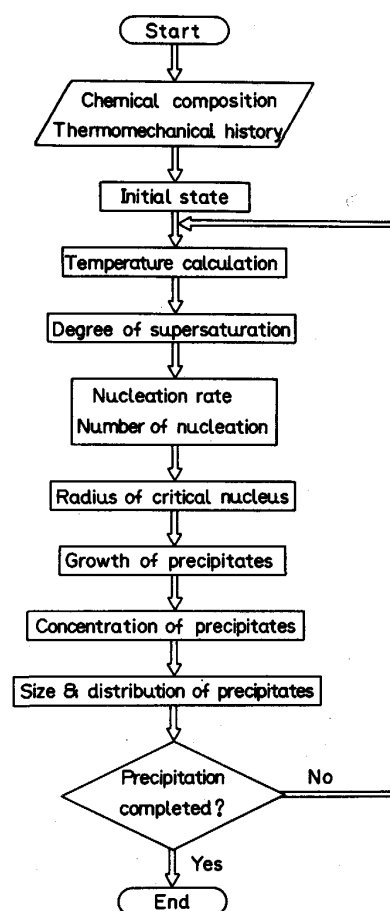 Start
Chemical composition
Thermomechanical history
Initial state
Temperature calculation
Degree of supersaturation
Nucleation rate
Number of nucleation
Radius of critical nucleus
Growth of precipitates
Concentration of precipitates
Size & distribution of precipitates
Precipitation
completed?
No
Yes
End